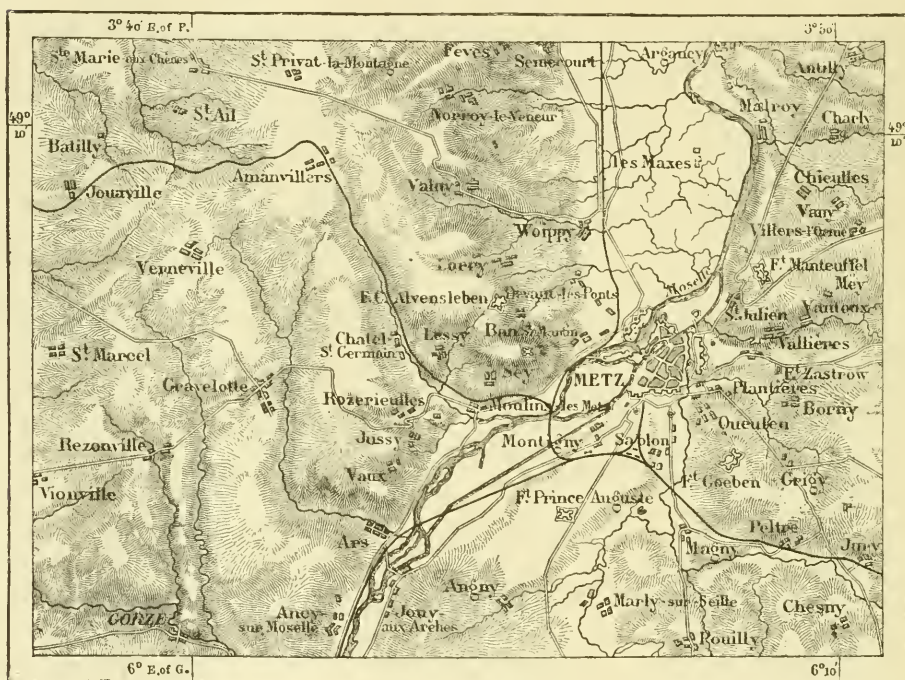 3° 40' E. of P.
3° 50'
Ste Marie aux Chênes
St Privat-la-Montagne
Fèves
Semécourt
Argancy
Antilly
49°
10'
St Ail
Norroy-le-Veneur
Malroy
Charly
49°
10'
Batilly
les Maxes
Amanvillers
Jouaville
Chieulles
Vany
Woippy
Villers-l'Orme
Verneville
Lorry
Moselle
Ft Manteuffel
Mey
F.C. Alvensleben
Devant-les-Ponts
Vantoux
St Julien
Chatel-
St Germain
Lessy
Ban St Martin
Vallières
St Marcel
Scy
Ft Zastrow
Gravelotte
METZ
Plantières
Rozerieulles
Moulins-les-Metz
Borny
Queuleu
Jussy
Montigny
Sablon
Rezonville
Vaux
Ft Goeben
Grigy
Vionville
Ft Prince Auguste
Ars
Peltre
Magny
Jury
Augny
Ancy-
sur Moselle
Jouy-
aux Arches
Marly-sur-Seille
Chesny
GORZE
Pouilly
6° E. of G.
6° 10'